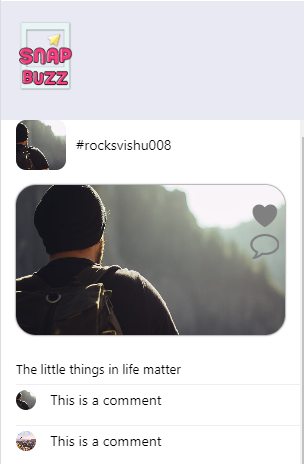 SNAP
BUZZ
#rocksvishu008
The little things in life matter
This is a comment
This is a comment